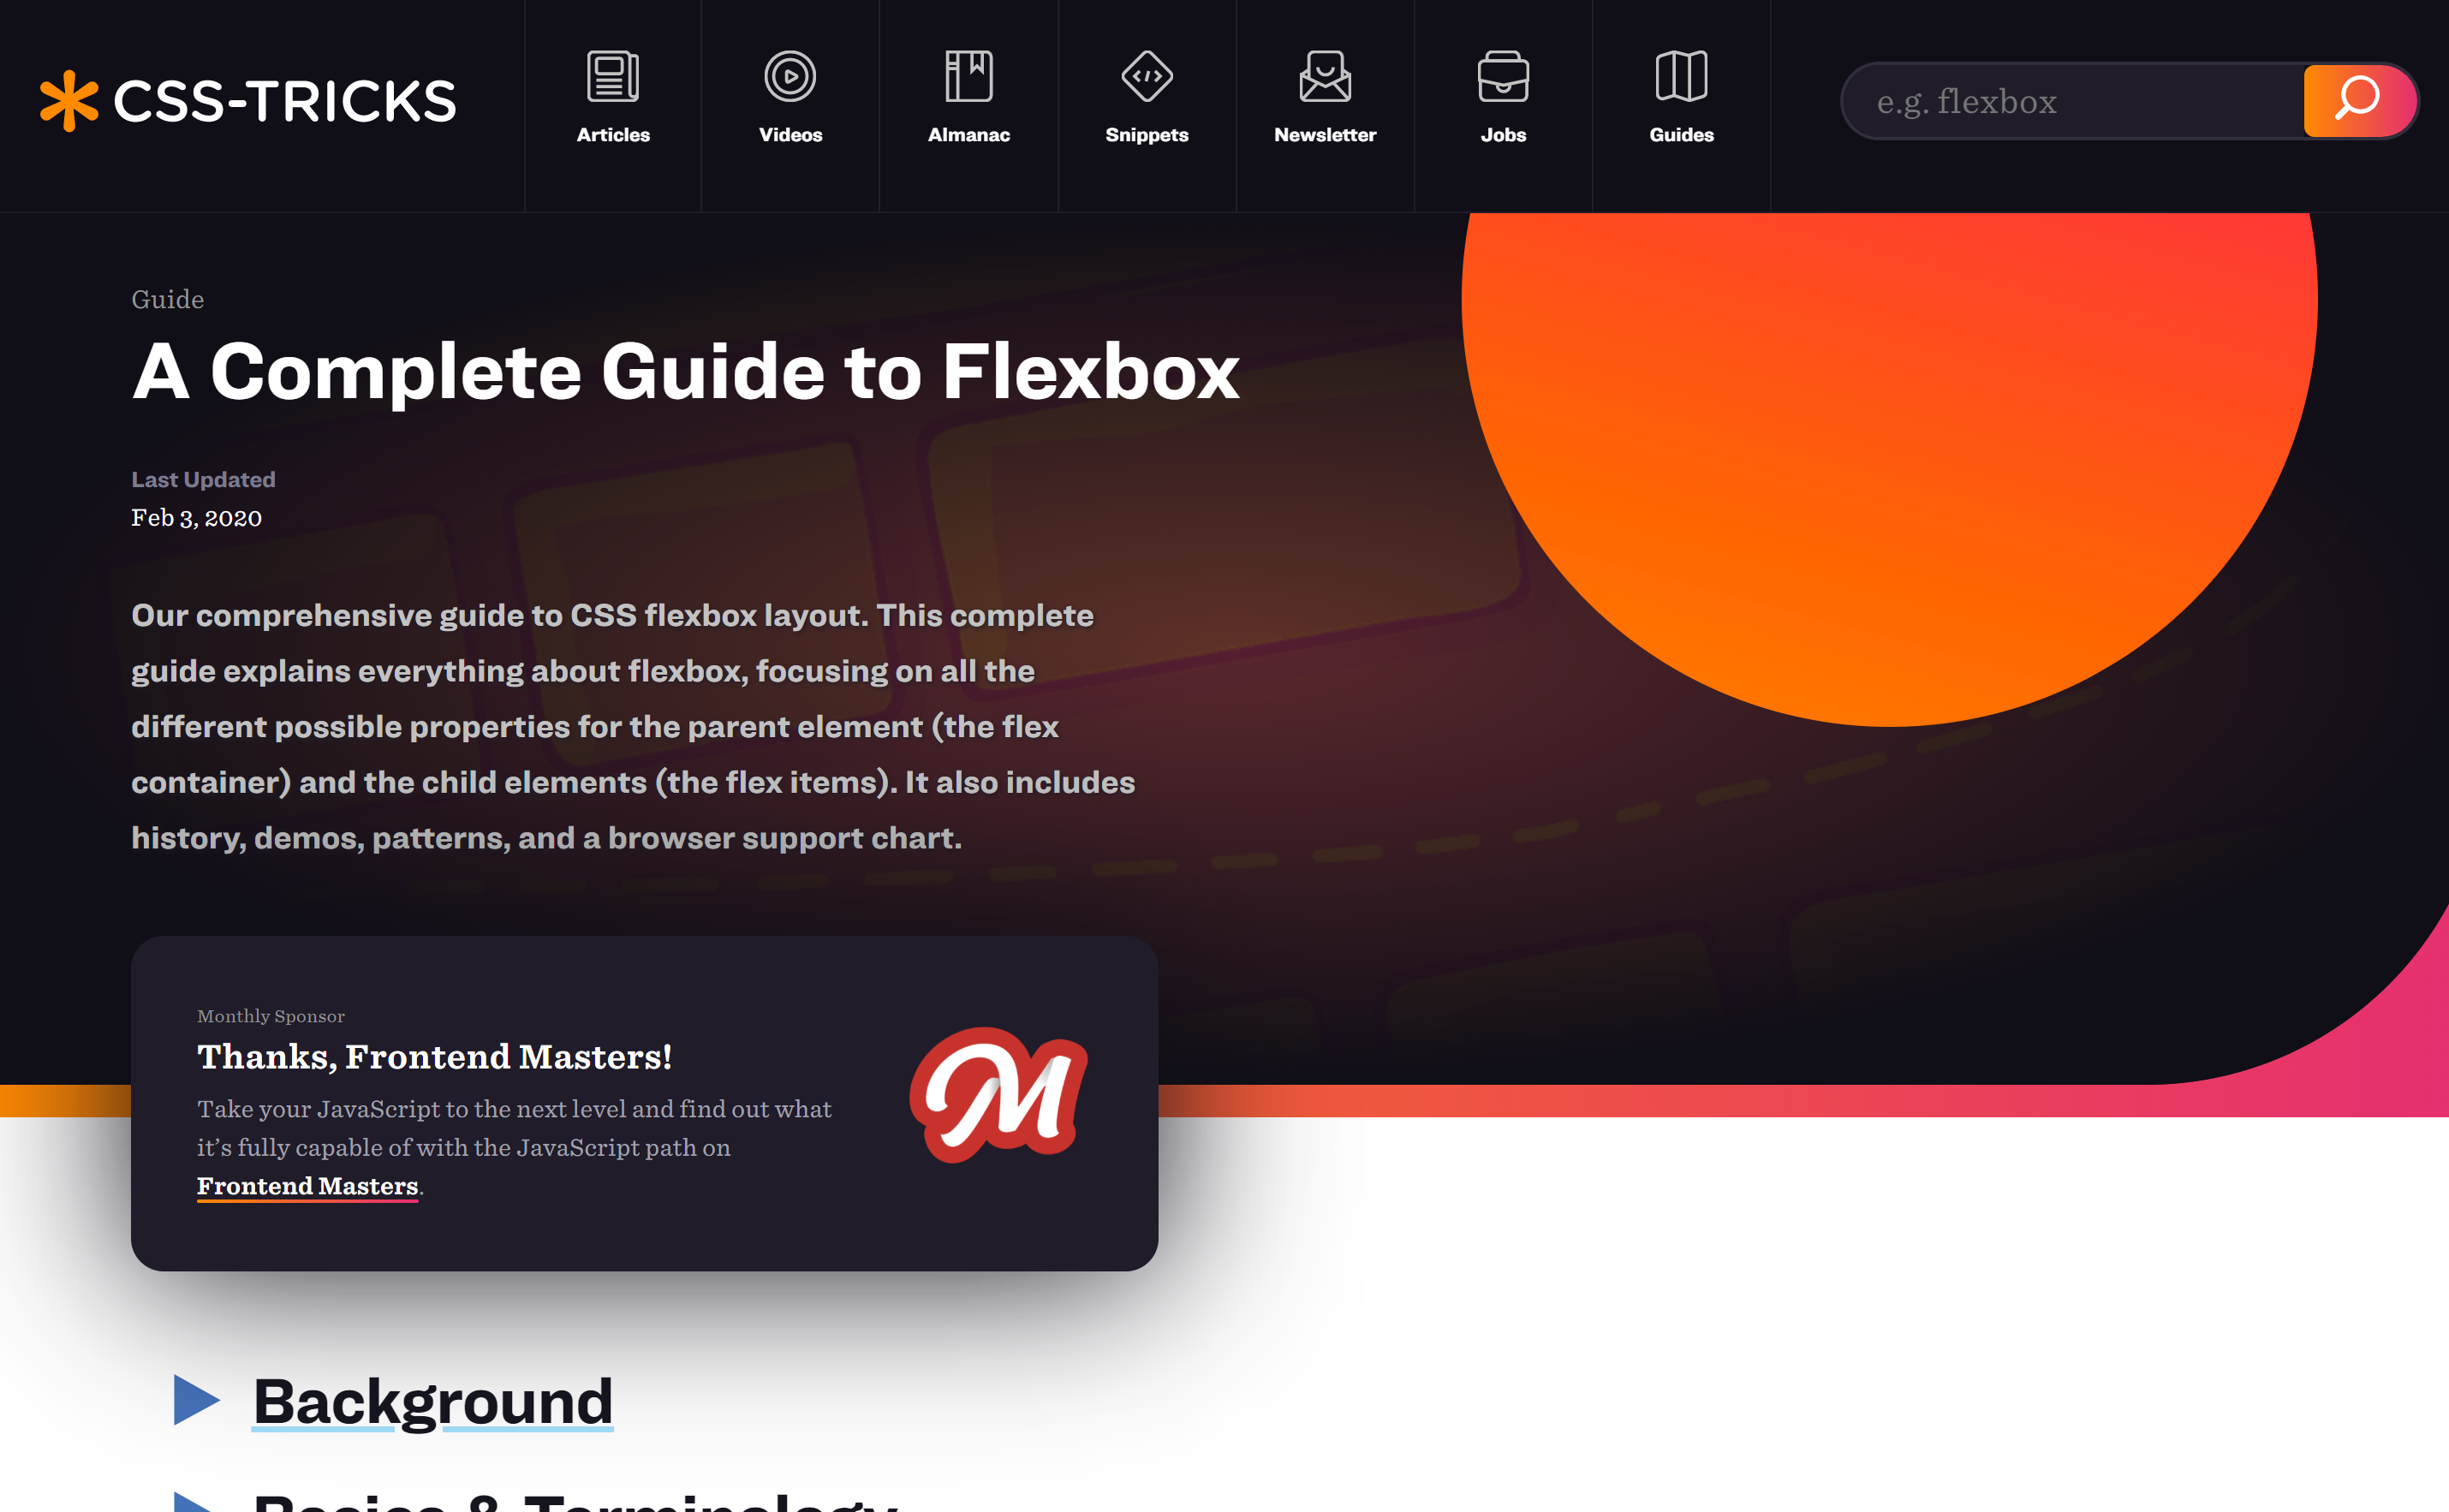 CSS-TRICKS
Articles
Videos
Almanac
Snippets
Newsletter
Jobs
Guides
e.g. flexbox
Guide
A Complete Guide to Flexbox
Last Updated
Feb 3, 2020
Our comprehensive guide to CSS flexbox layout. This complete
guide explains everything about flexbox, focusing on all the
different possible properties for the parent element (the flex
container) and the child elements (the flex items). It also includes
history, demos, patterns, and a browser support chart.
Monthly Sponsor
Thanks, Frontend Masters!
Take your JavaScript to the next level and find out what
it’s fully capable of with the JavaScript path on
Frontend Masters.
M
Background
Basics & Terminology